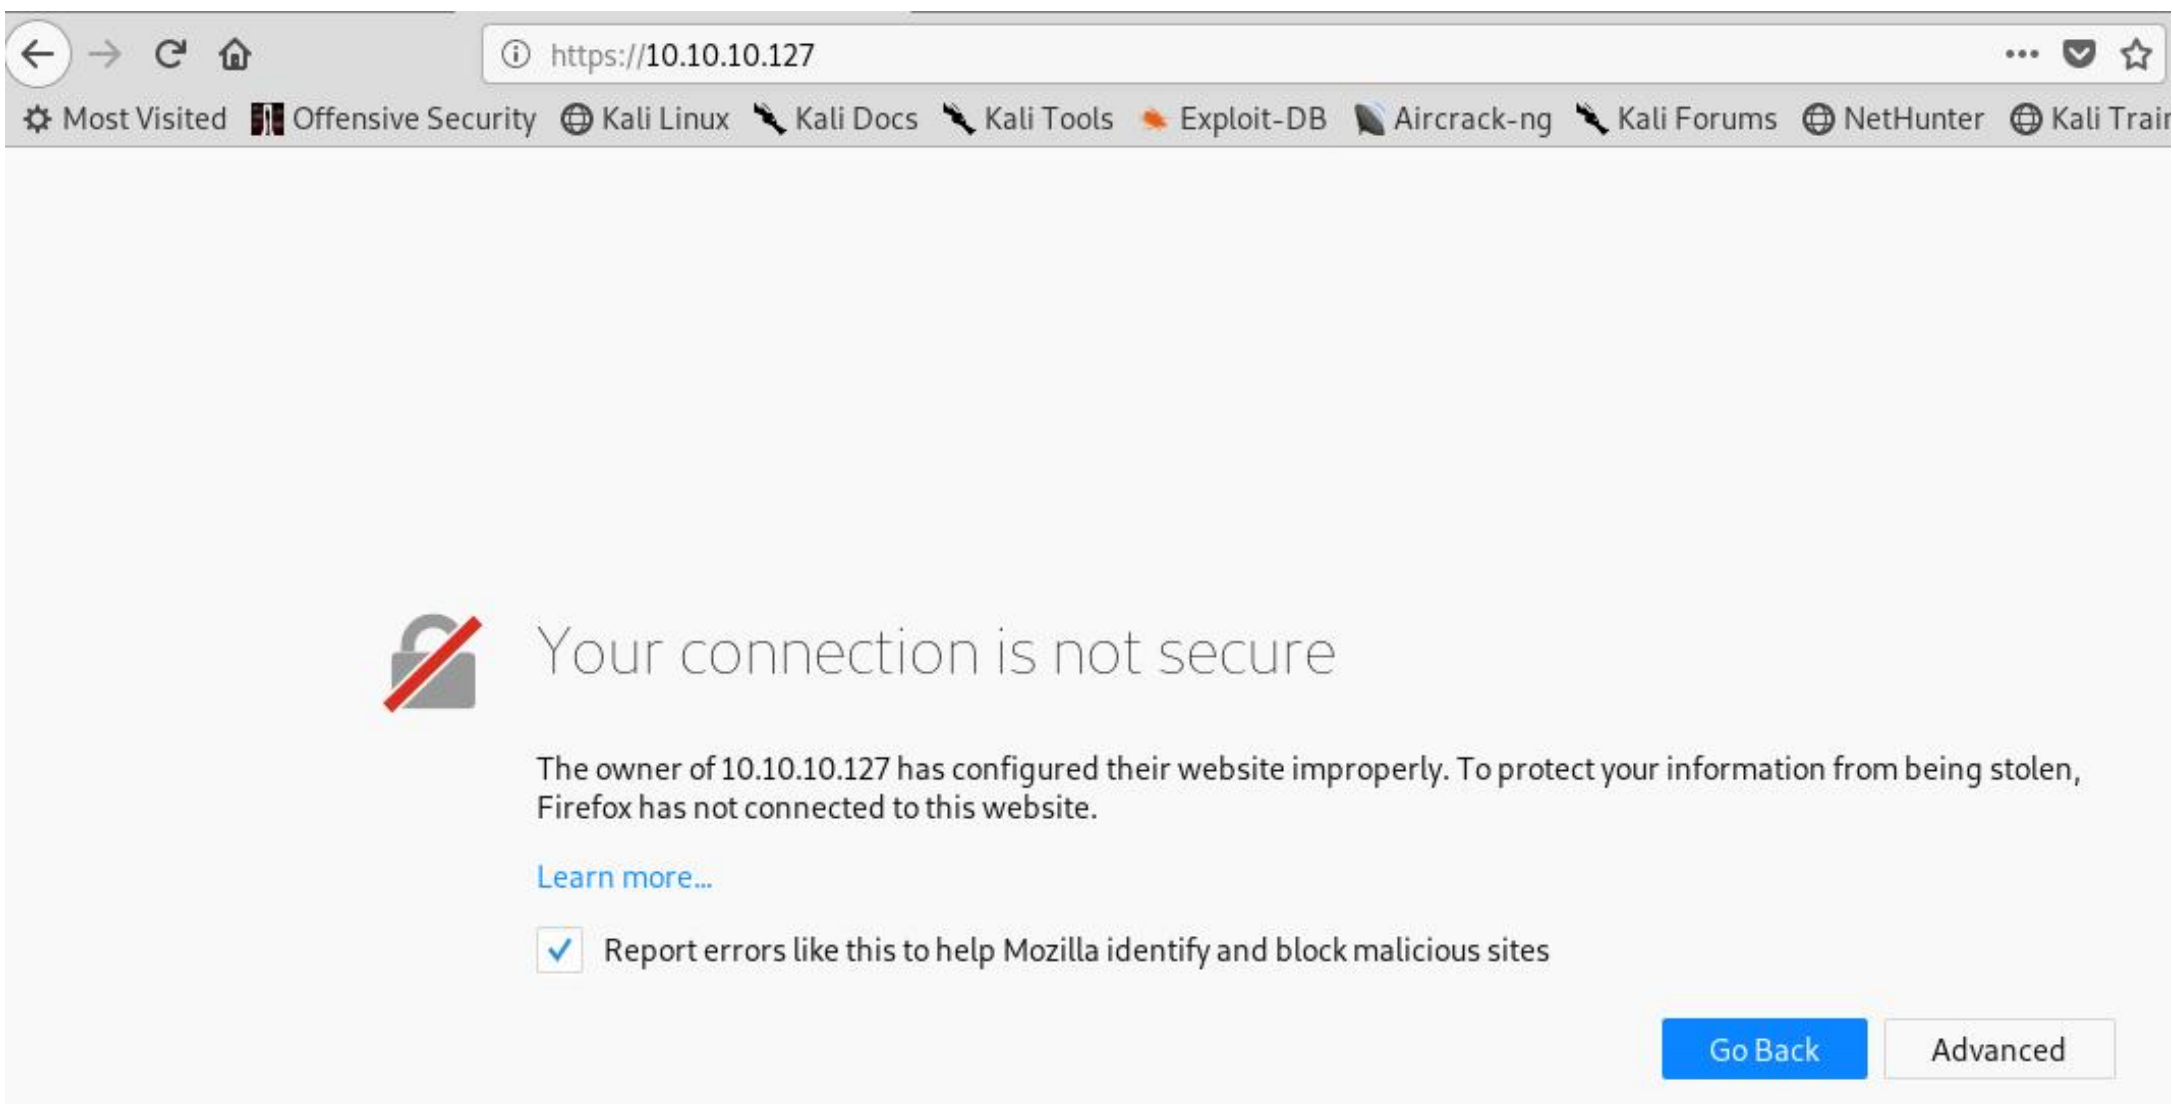 https://10.10.10.127
Most Visited Offensive Security Kali Linux Kali Docs Kali Tools Exploit-DB Aircrack-ng Kali Forums NetHunter Kali Train
Your connection is not secure
The owner of 10.10.10.127 has configured their website improperly. To protect your information from being stolen,
Firefox has not connected to this website.
Learn more...
Report errors like this to help Mozilla identify and block malicious sites
Go Back Advanced